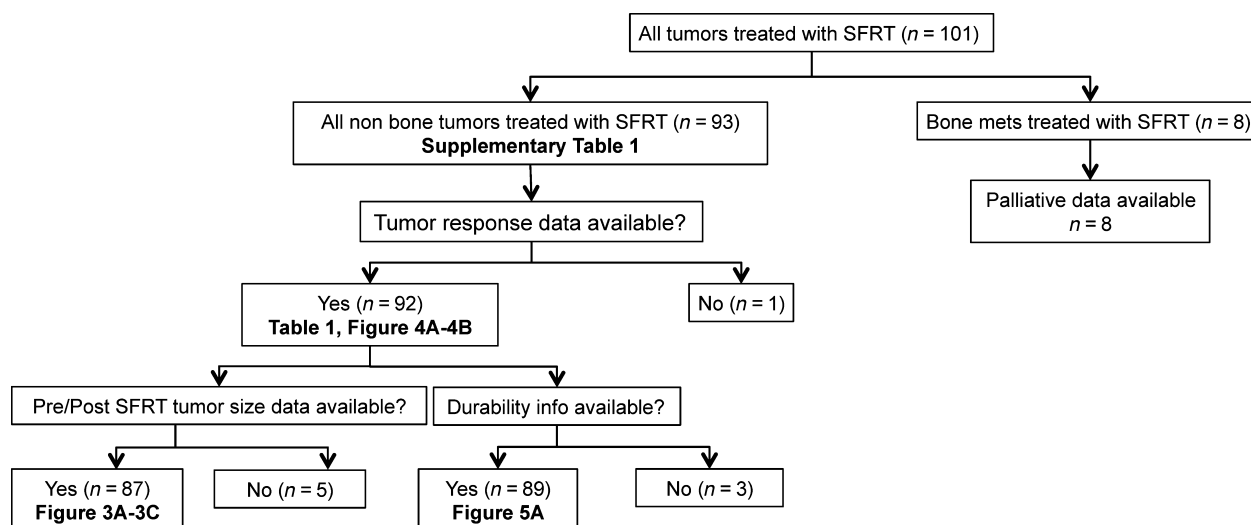 All tumors treated with SFRT (n = 101)
All non bone tumors treated with SFRT (n = 93)
Supplementary Table 1
Bone mets treated with SFRT (n = 8)
Palliative data available
n = 8
Tumor response data available?
Yes (n = 92)
Table 1, Figure 4A-4B
No (n = 1)
Pre/Post SFRT tumor size data available?
Durability info available?
Yes (n = 87)
Figure 3A-3C
No (n = 5)
Yes (n = 89)
Figure 5A
No (n = 3)